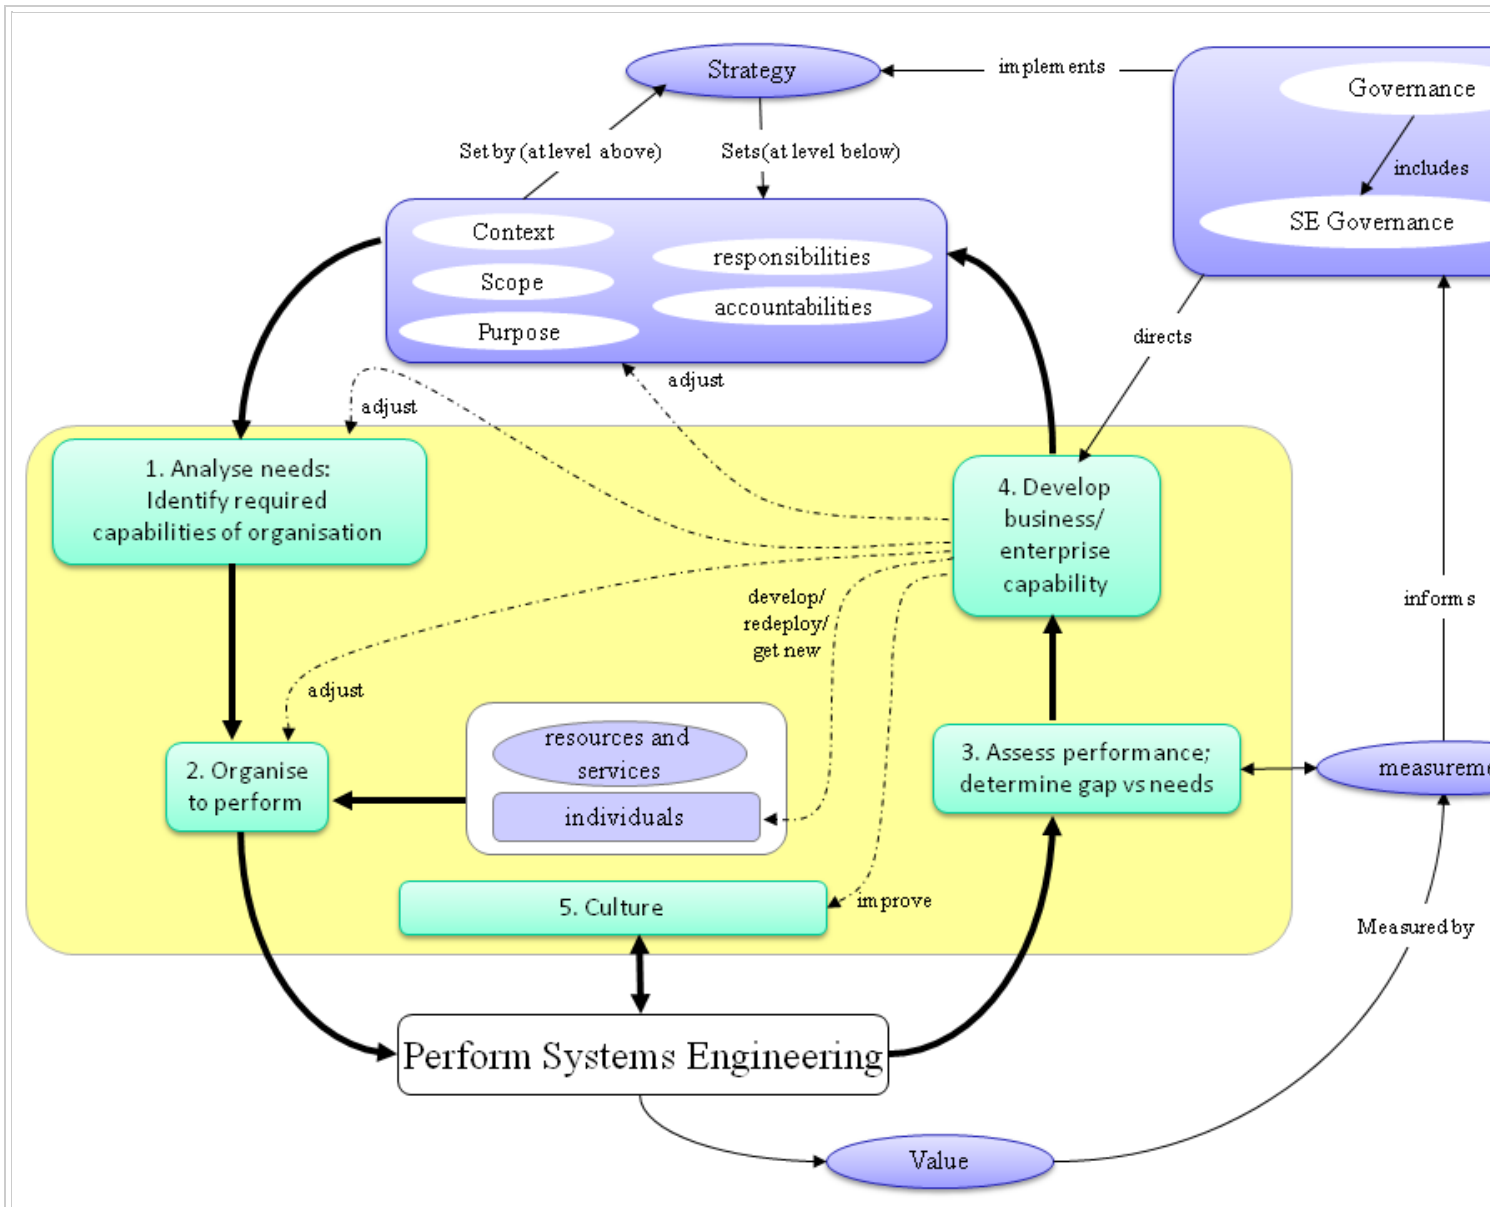 Strategy
implements
Governance
includes
SE Governance
Set by (at level above)
Sets(at level below)
Context
Scope
Purpose
responsibilities
accountabilities
directs
adjust
adjust
1. Analyse needs:
Identify required
capabilities of organisation
4. Develop
business/
enterprise
capability
develop/
redeploy/
get new
informs
adjust
2. Organise
to perform
resources and
services
individuals
3. Assess performance;
determine gap vs needs
measureme
5. Culture
improve
Measured by
Perform Systems Engineering
Value